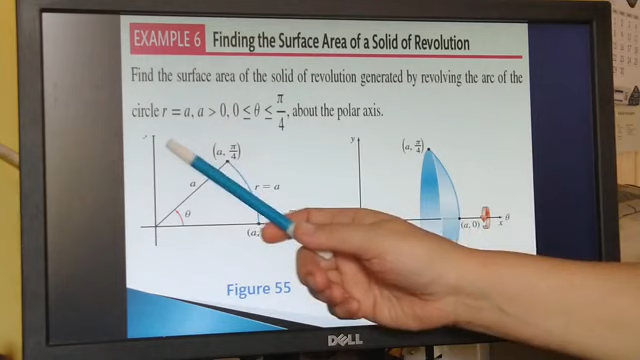 EXAMPLE 6 Finding the Surface Area of a Solid of Revolution
Find the surface area of the solid of revolution generated by revolving the arc of the
circle r = a, a > 0, 0 ≤ θ ≤ π/4, about the polar axis.
(a, π/4)
a
r = a
θ
(a,
y
(a, π/4)
(a, 0)
x
θ
Figure 55
DELL